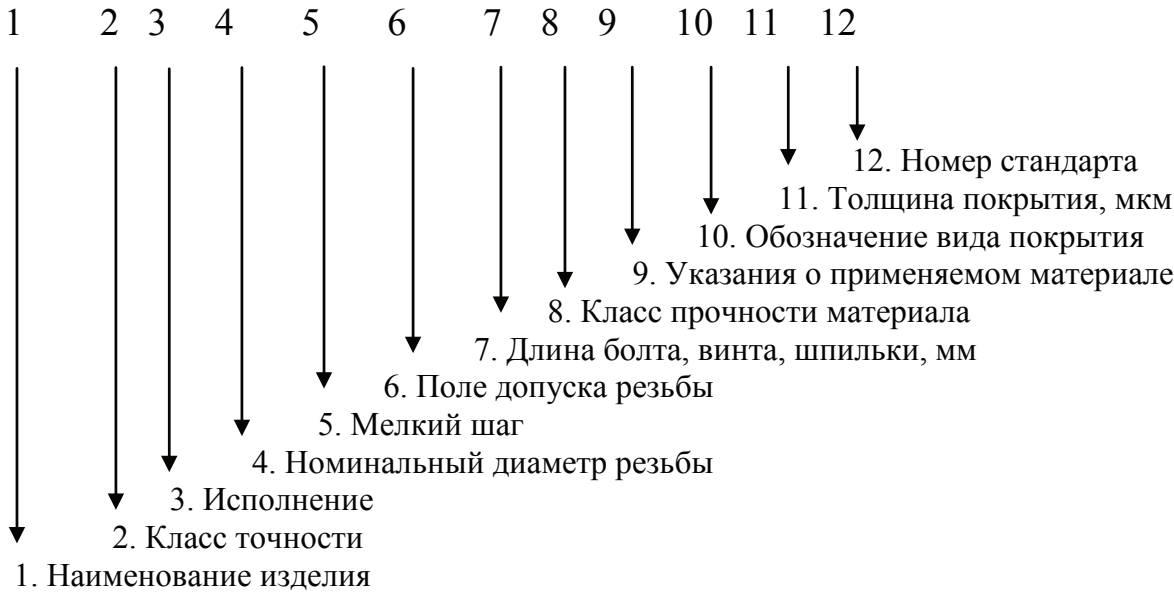 1 2 3 4 5 6 7 8 9 10 11 12
12. Номер стандарта
11. Толщина покрытия, мкм
10. Обозначение вида покрытия
9. Указания о применяемом материале
8. Класс прочности материала
7. Длина болта, винта, шпильки, мм
6. Поле допуска резьбы
5. Мелкий шаг
4. Номинальный диаметр резьбы
3. Исполнение
2. Класс точности
1. Наименование изделия